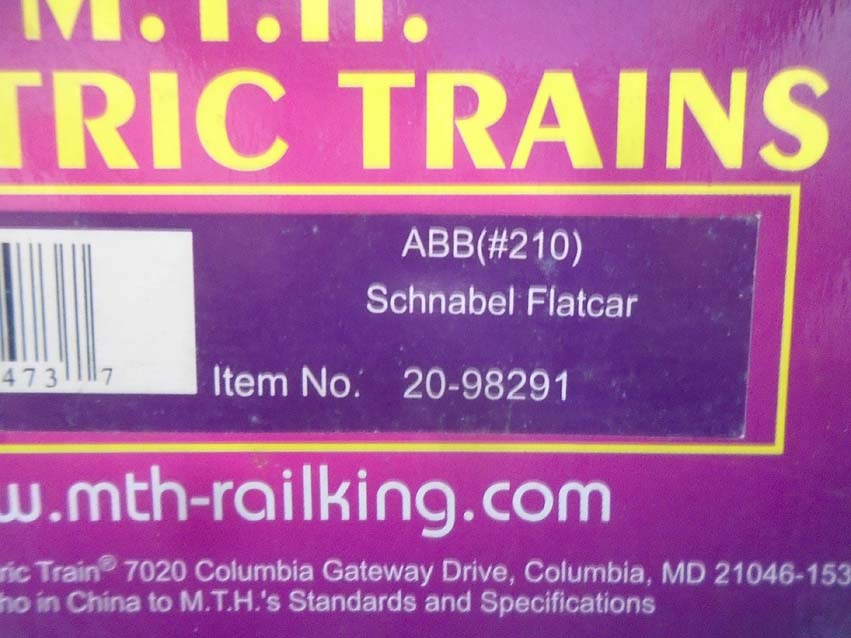 M.T.H.
TRIC TRAINS
ABB(#210)
Schnabel Flatcar
473 7
Item No. 20-98291
w.mth-railking.com
ric Train® 7020 Columbia Gateway Drive, Columbia, MD 21046-153
ho in China to M.T.H.'s Standards and Specifications